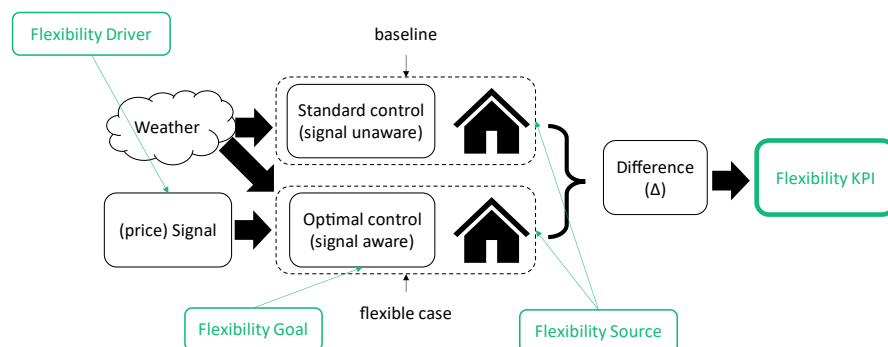 Flexibility Driver
baseline
Weather
Standard control
(signal unaware)
Difference
(Δ)
Flexibility KPI
(price) Signal
Optimal control
(signal aware)
flexible case
Flexibility Goal
Flexibility Source